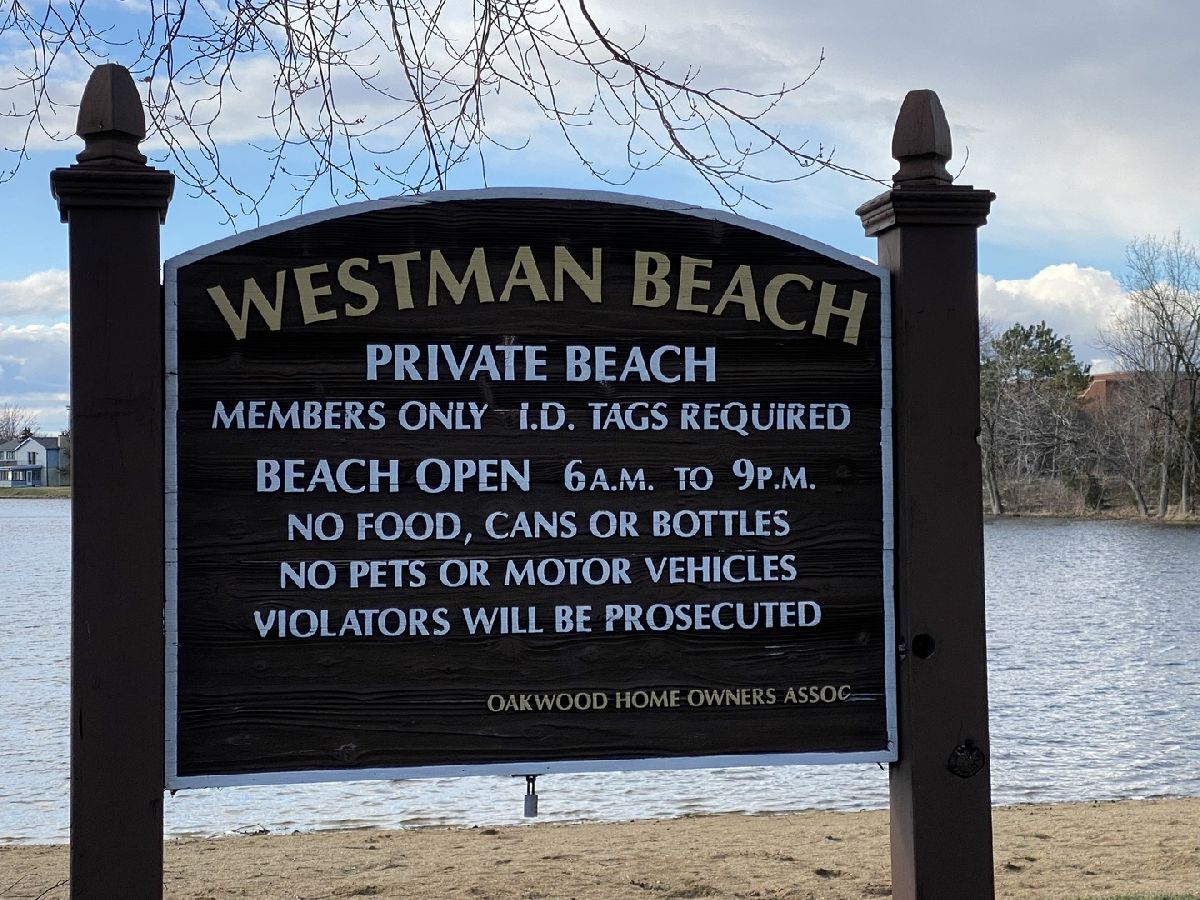 WESTMAN BEACH
PRIVATE BEACH
MEMBERS ONLY I.D. TAGS REQUIRED
BEACH OPEN 6A.M. TO 9P.M.
NO FOOD, CANS OR BOTTLES
NO PETS OR MOTOR VEHICLES
VIOLATORS WILL BE PROSECUTED
OAKWOOD HOME OWNERS ASSOC